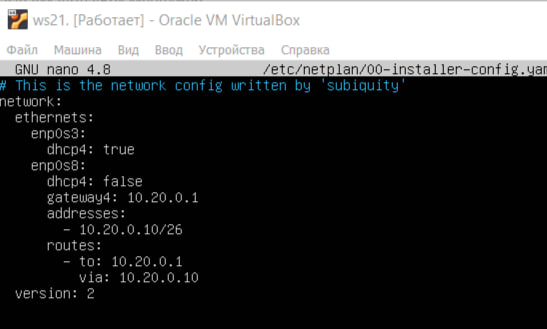 ws21. [Работает] - Oracle VM VirtualBox
Файл Машина Вид Ввод Устройства Справка
GNU nano 4.8 /etc/netplan/00-installer-config.yam
# This is the network config written by 'subiquity'
network:
  ethernets:
    enp0s3:
      dhcp4: true
    enp0s8:
      dhcp4: false
      gateway4: 10.20.0.1
      addresses:
        - 10.20.0.10/26
      routes:
        - to: 10.20.0.1
          via: 10.20.0.10
  version: 2